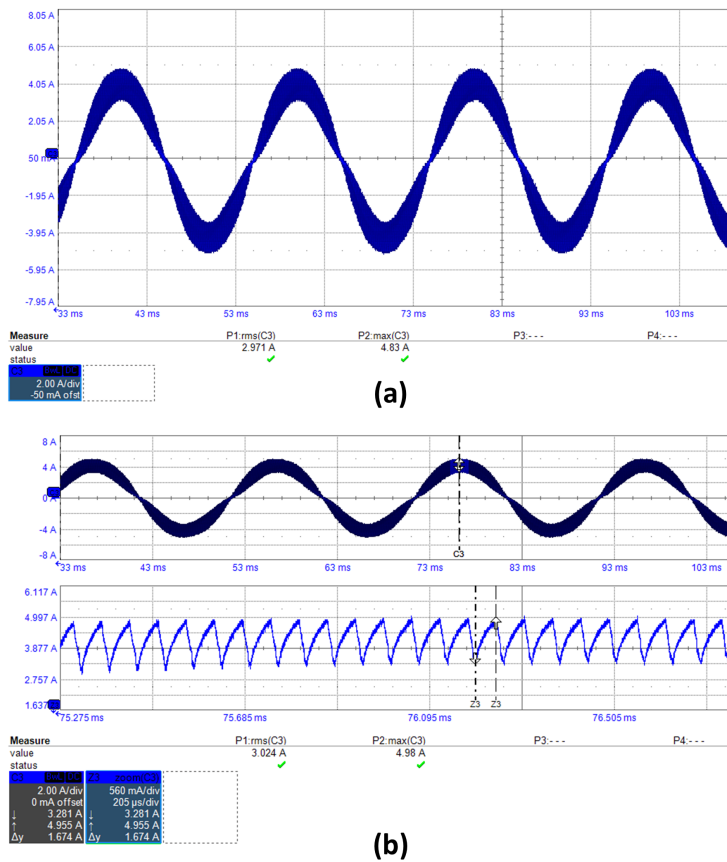 8.05 A
6.05 A
4.05 A
2.05 A
50 mA
-1.95 A
-3.95 A
-5.95 A
-7.95 A
33 ms 43 ms 53 ms 63 ms 73 ms 83 ms 93 ms 103 ms
Measure P1:rms(C3) P2:max(C3) P3:- - - P4:- - -
value 2.971 A 4.83 A
status
C3 BwL DC
2.00 A/div
-50 mA ofst
(a)
8 A
4 A
0 A
-4 A
-8 A
C3
33 ms 43 ms 53 ms 63 ms 73 ms 83 ms 93 ms 103 ms
6.117 A
4.997 A
3.877 A
2.757 A
1.637
Z3 Z3
75.275 ms 75.685 ms 76.095 ms 76.505 ms
Measure P1:rms(C3) P2:max(C3) P3:- - - P4:- - -
value 3.024 A 4.98 A
status
C3 BwL DC Z3 zoom(C3)
2.00 A/div 560 mA/div
0 mA offset 205 µs/div
↓ 3.281 A 3.281 A
↑ 4.955 A 4.955 A
Δy 1.674 A Δy 1.674 A
(b)